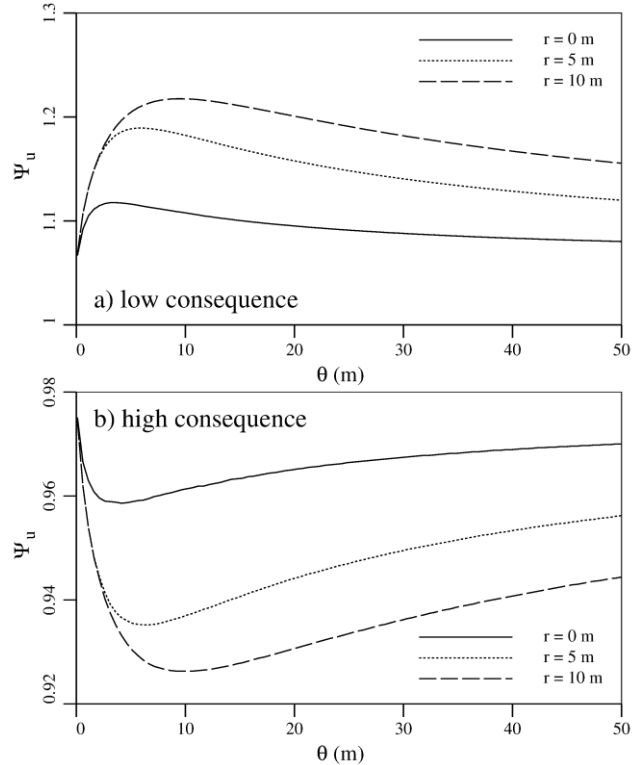 1.3
r = 0 m
r = 5 m
r = 10 m
1.2
Ψu
1.1
a) low consequence
1
0 10 20 30 40 50
θ (m)
0.98
b) high consequence
0.96
Ψu
0.94
r = 0 m
r = 5 m
r = 10 m
0.92
0 10 20 30 40 50
θ (m)